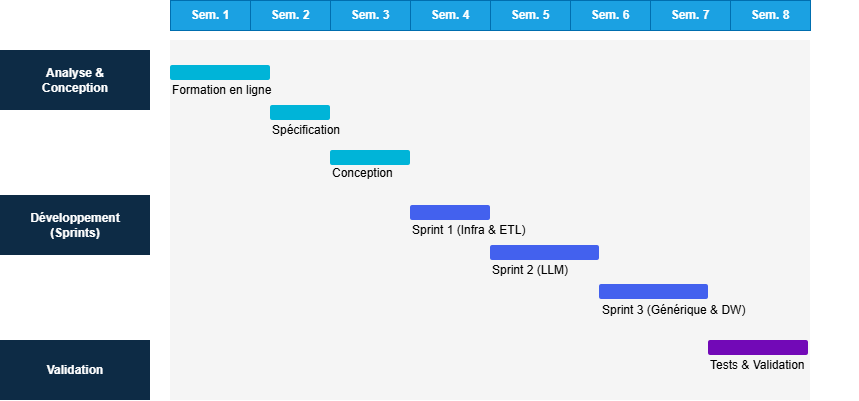 Sem. 1 Sem. 2 Sem. 3 Sem. 4 Sem. 5 Sem. 6 Sem. 7 Sem. 8
Analyse &
Conception
Formation en ligne
Spécification
Conception
Développement
(Sprints)
Sprint 1 (Infra & ETL)
Sprint 2 (LLM)
Sprint 3 (Générique & DW)
Validation
Tests & Validation